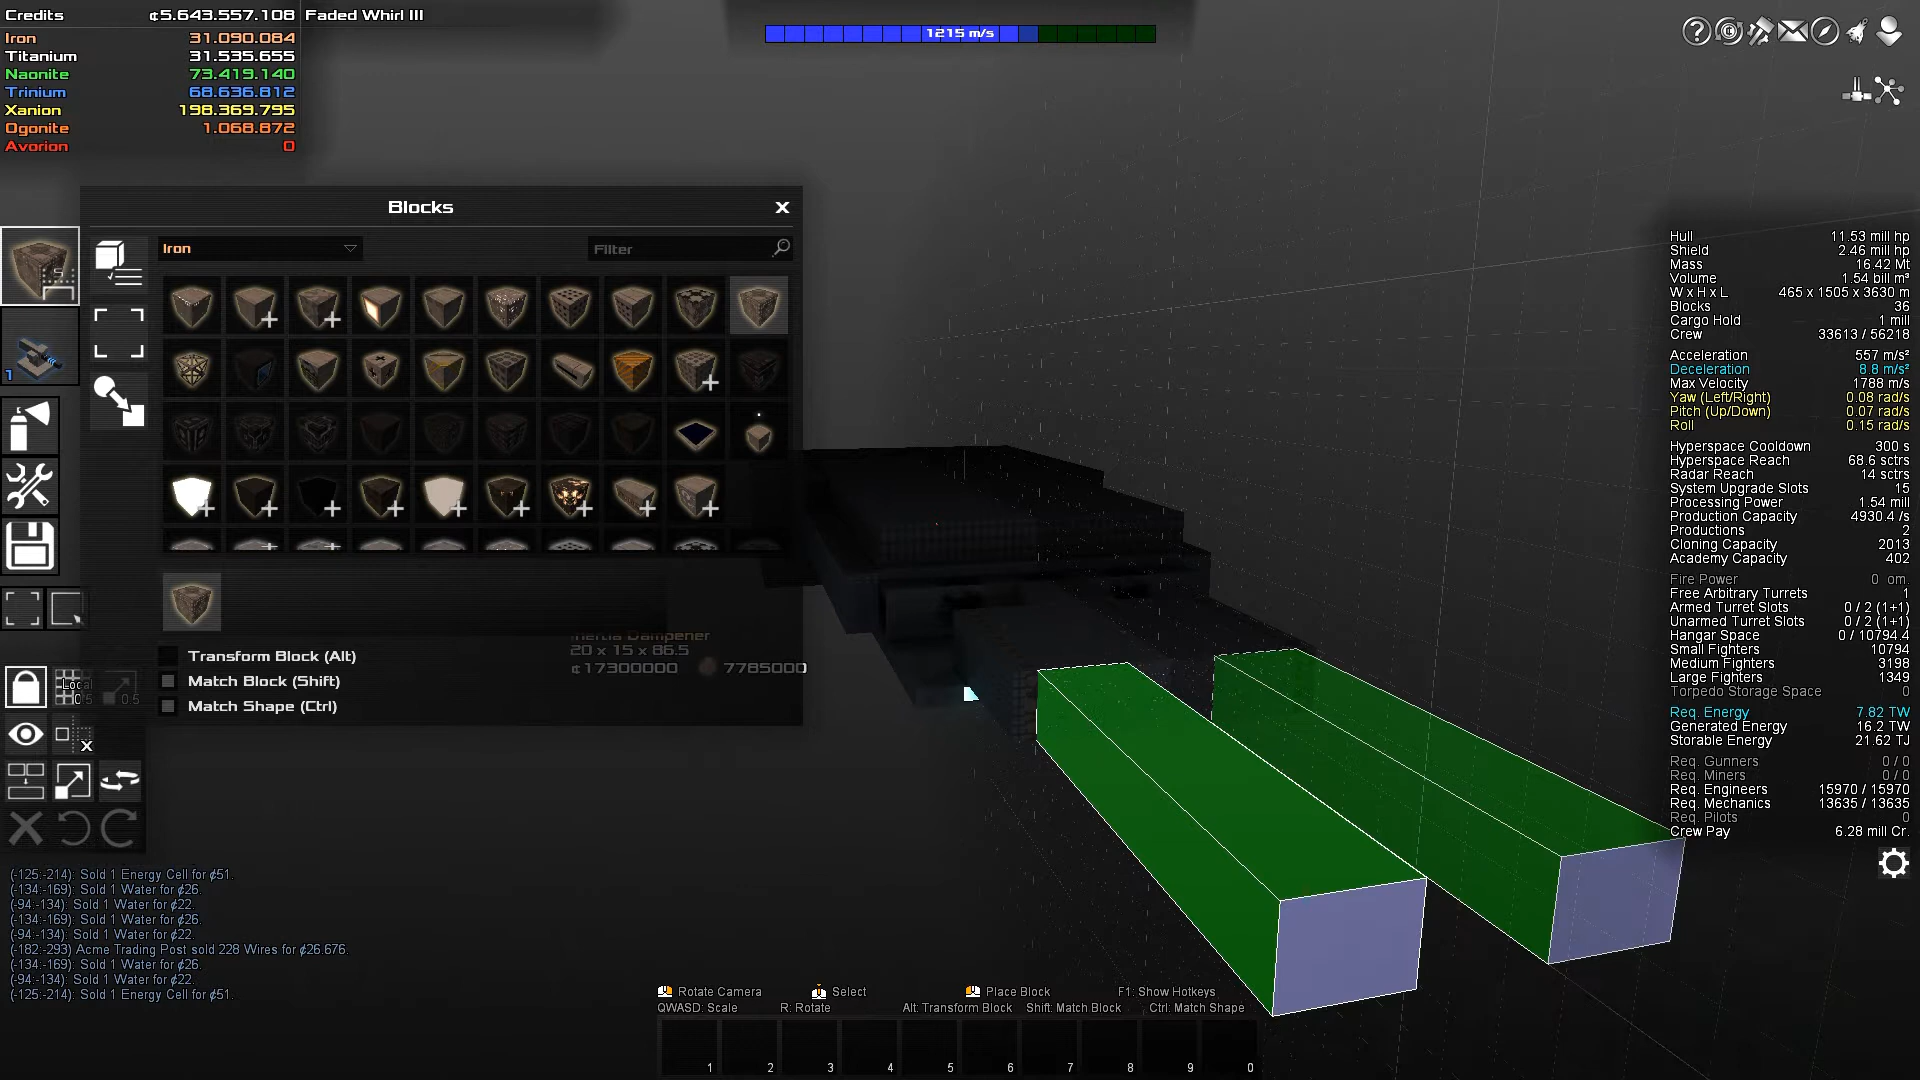 Credits ¢5.643.557.108 Faded Whirl III
Iron 31.090.084
Titanium 31.535.655
Naonite 73.419.140
Trinium 68.636.812
Xanion 198.369.795
Ogonite 1.068.872
Avorion 0
1215 m/s
Blocks X
Iron Filter
1
Local
0.5 0.5
x
Inertia Dampener
20 x 15 x 86.5
¢17300000 7785000
Transform Block (Alt)
Match Block (Shift)
Match Shape (Ctrl)
Hull 11.53 mill hp
Shield 2.46 mill hp
Mass 16.42 Mt
Volume 1.54 bill m³
W x H x L 465 x 1505 x 3630 m
Blocks 36
Cargo Hold 1 mill
Crew 33613 / 56218
Acceleration 557 m/s²
Deceleration 8.8 m/s²
Max Velocity 1788 m/s
Yaw (Left/Right) 0.08 rad/s
Pitch (Up/Down) 0.07 rad/s
Roll 0.15 rad/s
Hyperspace Cooldown 300 s
Hyperspace Reach 68.6 sctrs
Radar Reach 14 sctrs
System Upgrade Slots 15
Processing Power 1.54 mill
Production Capacity 4930.4 /s
Productions 2
Cloning Capacity 2013
Academy Capacity 402
Fire Power 0 om.
Free Arbitrary Turrets 1
Armed Turret Slots 0 / 2 (1+1)
Unarmed Turret Slots 0 / 2 (1+1)
Hangar Space 0 / 10794.4
Small Fighters 10794
Medium Fighters 3198
Large Fighters 1349
Torpedo Storage Space 0
Req. Energy 7.82 TW
Generated Energy 16.2 TW
Storable Energy 21.62 TJ
Req. Gunners 0 / 0
Req. Miners 0 / 0
Req. Engineers 15970 / 15970
Req. Mechanics 13635 / 13635
Req. Pilots 0
Crew Pay 6.28 mill Cr.
(-125:-214): Sold 1 Energy Cell for ¢51.
(-134:-169): Sold 1 Water for ¢26.
(-94:-134): Sold 1 Water for ¢22.
(-134:-169): Sold 1 Water for ¢26.
(-94:-134): Sold 1 Water for ¢22.
(-182:-293) Acme Trading Post sold 228 Wires for ¢26.676.
(-134:-169): Sold 1 Water for ¢26.
(-94:-134): Sold 1 Water for ¢22.
(-125:-214): Sold 1 Energy Cell for ¢51.
Rotate Camera Select Place Block F1: Show Hotkeys
QWASD: Scale R: Rotate Alt: Transform Block Shift: Match Block Ctrl: Match Shape
1 2 3 4 5 6 7 8 9 0